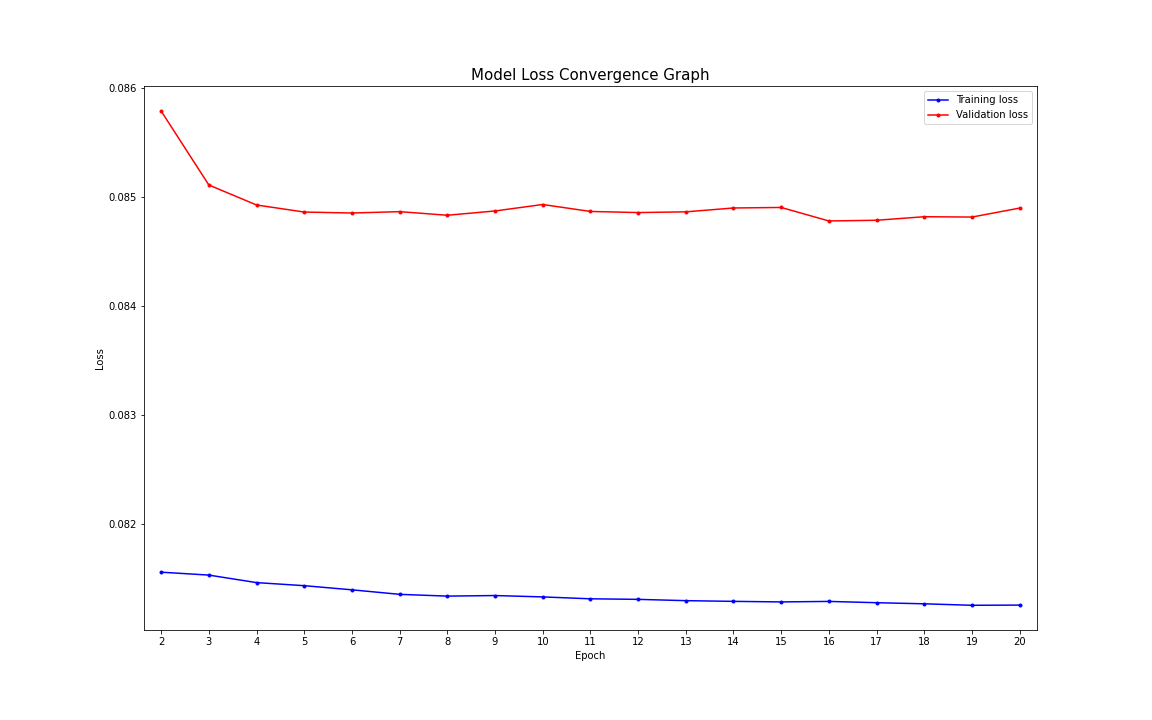 Model Loss Convergence Graph
Training loss
Validation loss
0.086
0.085
0.084
0.083
0.082
Loss
2 3 4 5 6 7 8 9 10 11 12 13 14 15 16 17 18 19 20
Epoch